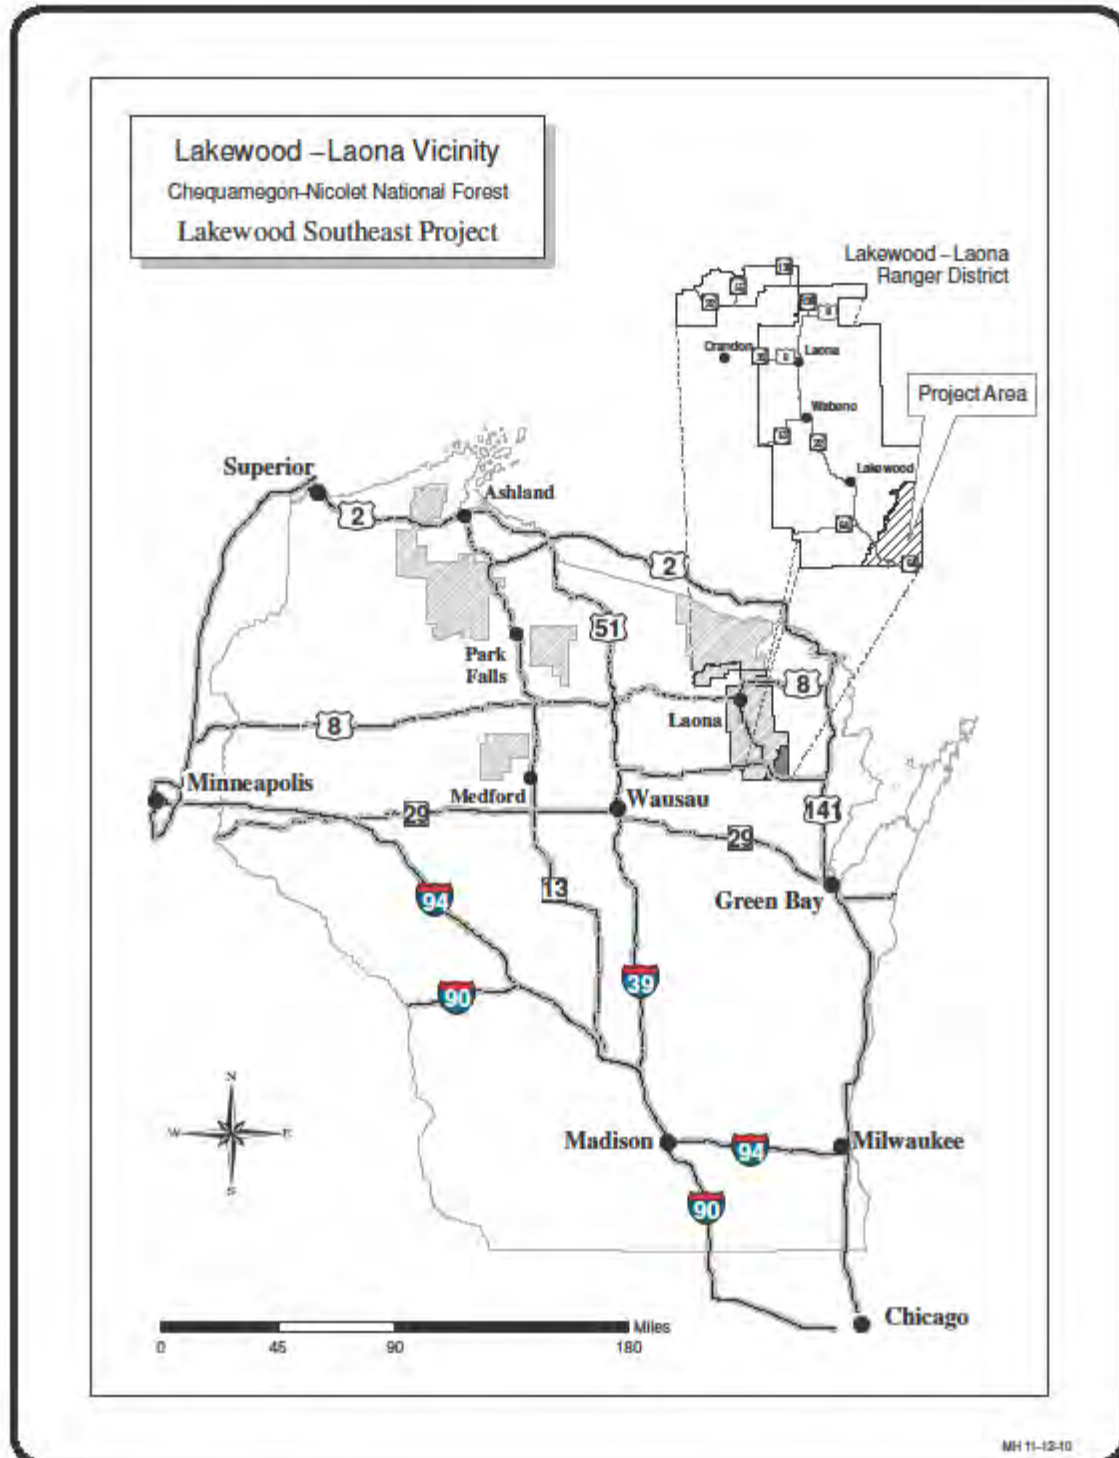 Lakewood –Laona Vicinity
Chequamegon–Nicolet National Forest
Lakewood Southeast Project
Lakewood – Laona
Ranger District
8
Crandon
8
Laona
Project Area
Wabeno
Lakewood
Superior
Ashland
2
2
51
Park
Falls
8
Laona
8
Minneapolis
Medford
Wausau
29
141
29
13
94
Green Bay
90
39
N
W
E
S
Madison
94
Milwaukee
90
Chicago
Miles
0
45
90
180
MH 11-12-10